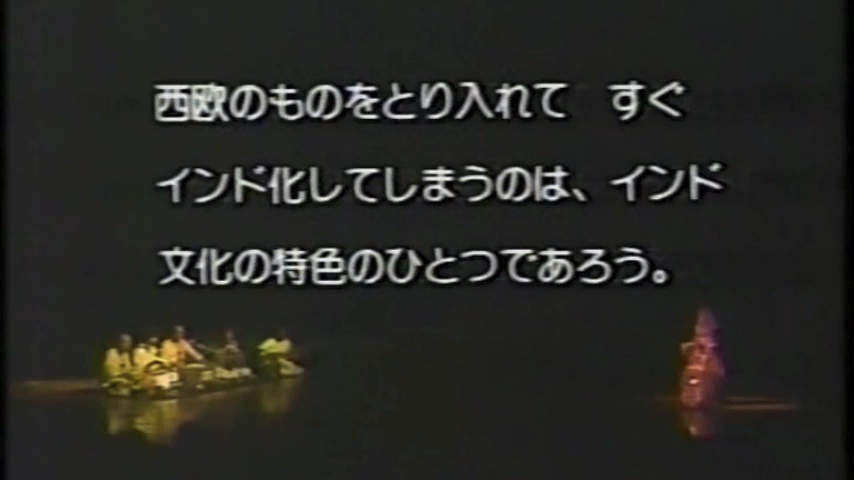 西欧のものをとり入れて　すぐ
インド化してしまうのは、インド
文化の特色のひとつであろう。